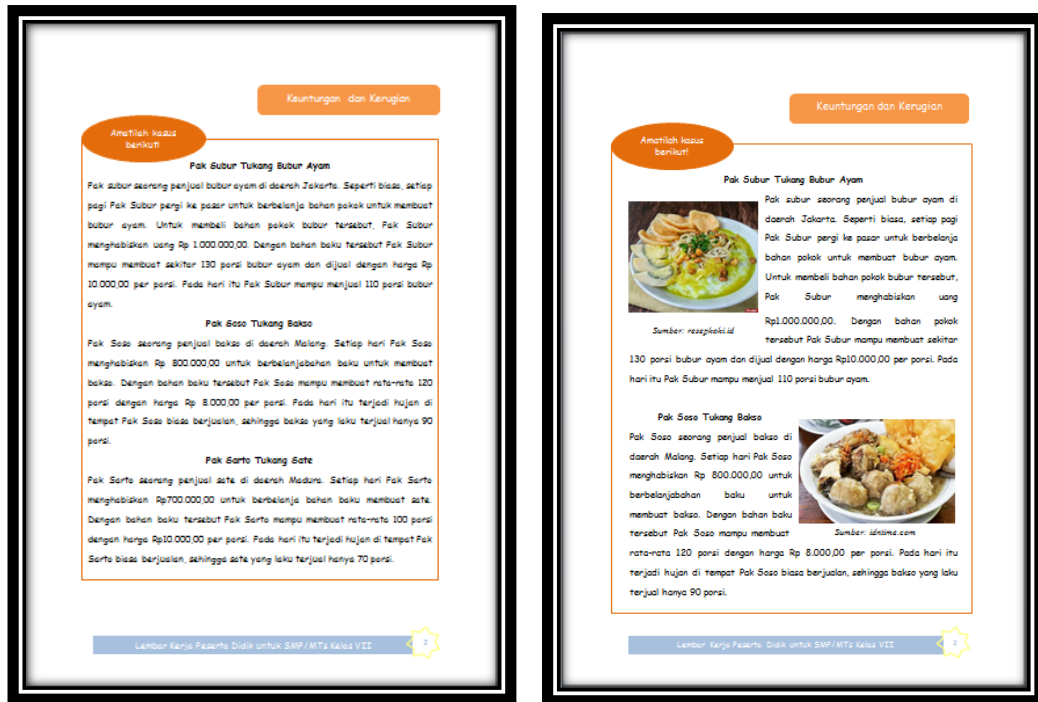 Keuntungan dan Kerugian
Amatilah kasus
berikut!
Pak Subur Tukang Bubur Ayam
Pak subur seorang penjual bubur ayam di daerah Jakarta. Seperti biasa, setiap
pagi Pak Subur pergi ke pasar untuk berbelanja bahan pokok untuk membuat
bubur ayam. Untuk membeli bahan pokok bubur tersebut, Pak Subur
menghabiskan uang Rp 1.000.000,00. Dengan bahan baku tersebut Pak Subur
mampu membuat sekitar 130 porsi bubur ayam dan dijual dengan harga Rp
10.000,00 per porsi. Pada hari itu Pak Subur mampu menjual 110 porsi bubur
ayam.
Pak Soso Tukang Bakso
Pak Soso seorang penjual bakso di daerah Malang. Setiap hari Pak Soso
menghabiskan Rp 800.000,00 untuk berbelanjabahan baku untuk membuat
bakso. Dengan bahan baku tersebut Pak Soso mampu membuat rata-rata 120
porsi dengan harga Rp 8.000,00 per porsi. Pada hari itu terjadi hujan di
tempat Pak Soso biasa berjualan, sehingga bakso yang laku terjual hanya 90
porsi.
Pak Sarto Tukang Sate
Pak Sarto seorang penjual sate di daerah Madura. Setiap hari Pak Sarto
menghabiskan Rp700.000,00 untuk berbelanja bahan baku membuat sate.
Dengan bahan baku tersebut Pak Sarto mampu membuat rata-rata 100 porsi
dengan harga Rp10.000,00 per porsi. Pada hari itu terjadi hujan di tempat Pak
Sarto biasa berjualan, sehingga sate yang laku terjual hanya 70 porsi.
Lembar Kerja Peserta Didik untuk SMP/MTs Kelas VII
2
Keuntungan dan Kerugian
Amatilah kasus
berikut!
Pak Subur Tukang Bubur Ayam
Pak subur seorang penjual bubur ayam di
daerah Jakarta. Seperti biasa, setiap pagi
Pak Subur pergi ke pasar untuk berbelanja
bahan pokok untuk membuat bubur ayam.
Untuk membeli bahan pokok bubur tersebut,
Pak Subur menghabiskan uang
Rp1.000.000,00. Dengan bahan pokok
tersebut Pak Subur mampu membuat sekitar
Sumber: resepkoki.id
130 porsi bubur ayam dan dijual dengan harga Rp10.000,00 per porsi. Pada
hari itu Pak Subur mampu menjual 110 porsi bubur ayam.
Pak Soso Tukang Bakso
Pak Soso seorang penjual bakso di
daerah Malang. Setiap hari Pak Soso
menghabiskan Rp 800.000,00 untuk
berbelanjabahan baku untuk
membuat bakso. Dengan bahan baku
tersebut Pak Soso mampu membuat
Sumber: idntime.com
rata-rata 120 porsi dengan harga Rp 8.000,00 per porsi. Pada hari itu
terjadi hujan di tempat Pak Soso biasa berjualan, sehingga bakso yang laku
terjual hanya 90 porsi.
Lembar Kerja Peserta Didik untuk SMP/MTs Kelas VII
2